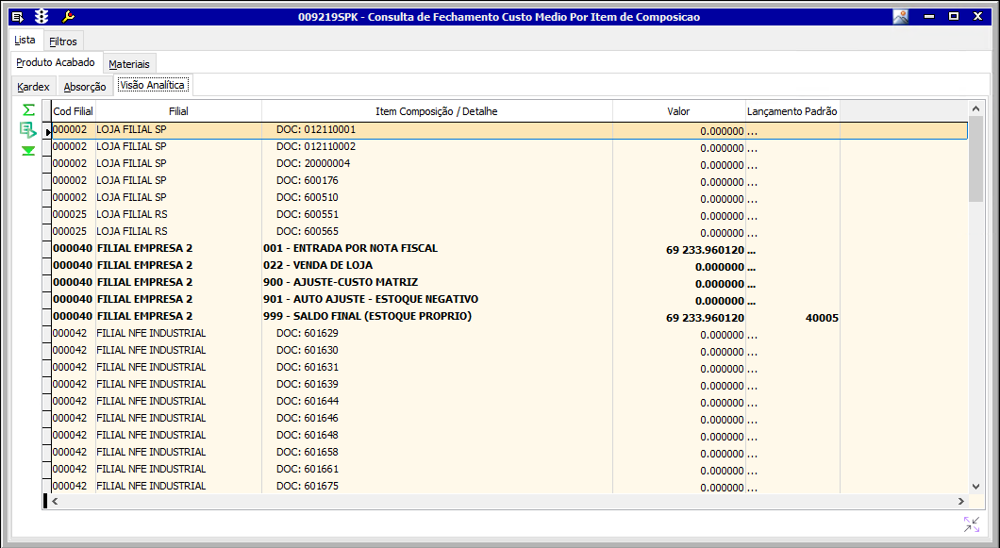 009219SPK - Consulta de Fechamento Custo Medio Por Item de Composicao
Lista Filtros
Produto Acabado Materiais
Kardex Absorção Visão Analítica
Cod Filial Filial Item Composição / Detalhe Valor Lançamento Padrão
000002 LOJA FILIAL SP DOC: 012110001 0.000000 ...
000002 LOJA FILIAL SP DOC: 012110002 0.000000 ...
000002 LOJA FILIAL SP DOC: 20000004 0.000000 ...
000002 LOJA FILIAL SP DOC: 600176 0.000000 ...
000002 LOJA FILIAL SP DOC: 600510 0.000000 ...
000025 LOJA FILIAL RS DOC: 600551 0.000000 ...
000025 LOJA FILIAL RS DOC: 600565 0.000000 ...
000040 FILIAL EMPRESA 2 001 - ENTRADA POR NOTA FISCAL 69 233.960120 ...
000040 FILIAL EMPRESA 2 022 - VENDA DE LOJA 0.000000 ...
000040 FILIAL EMPRESA 2 900 - AJUSTE-CUSTO MATRIZ 0.000000 ...
000040 FILIAL EMPRESA 2 901 - AUTO AJUSTE - ESTOQUE NEGATIVO 0.000000 ...
000040 FILIAL EMPRESA 2 999 - SALDO FINAL (ESTOQUE PROPRIO) 69 233.960120 40005
000042 FILIAL NFE INDUSTRIAL DOC: 601629 0.000000 ...
000042 FILIAL NFE INDUSTRIAL DOC: 601630 0.000000 ...
000042 FILIAL NFE INDUSTRIAL DOC: 601631 0.000000 ...
000042 FILIAL NFE INDUSTRIAL DOC: 601639 0.000000 ...
000042 FILIAL NFE INDUSTRIAL DOC: 601644 0.000000 ...
000042 FILIAL NFE INDUSTRIAL DOC: 601646 0.000000 ...
000042 FILIAL NFE INDUSTRIAL DOC: 601648 0.000000 ...
000042 FILIAL NFE INDUSTRIAL DOC: 601658 0.000000 ...
000042 FILIAL NFE INDUSTRIAL DOC: 601661 0.000000 ...
000042 FILIAL NFE INDUSTRIAL DOC: 601675 0.000000 ...